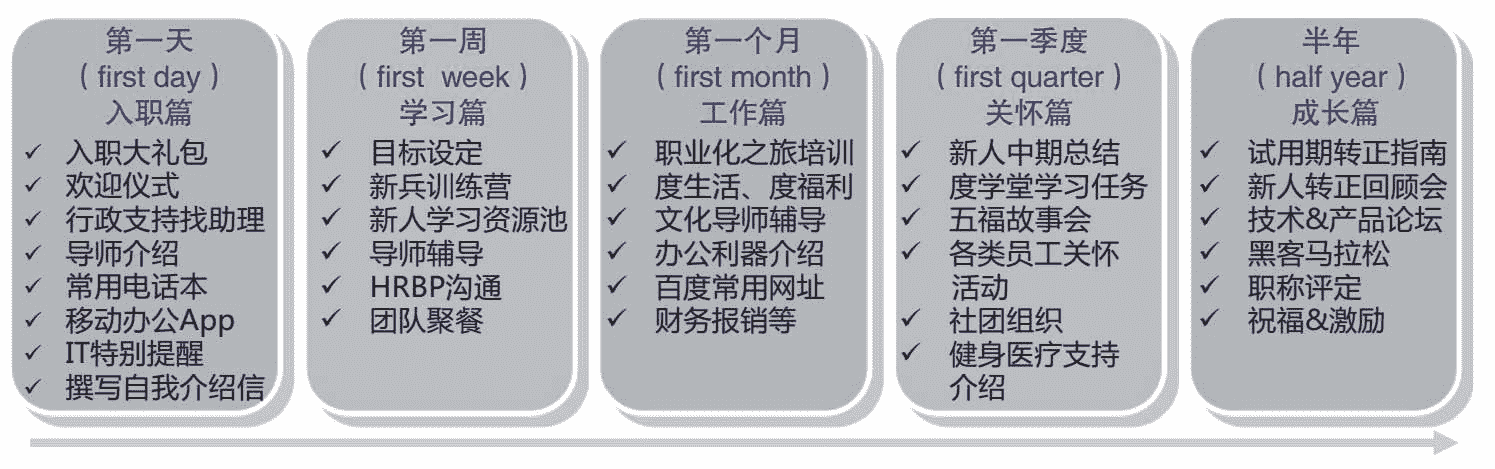 第一天
（first day）
入职篇
✓ 入职大礼包
✓ 欢迎仪式
✓ 行政支持找助理
✓ 导师介绍
✓ 常用电话本
✓ 移动办公App
✓ IT特别提醒
✓ 撰写自我介绍信
第一周
（first week）
学习篇
✓ 目标设定
✓ 新兵训练营
✓ 新人学习资源池
✓ 导师辅导
✓ HRBP沟通
✓ 团队聚餐
第一个月
（first month）
工作篇
✓ 职业化之旅培训
✓ 度生活、度福利
✓ 文化导师辅导
✓ 办公利器介绍
✓ 百度常用网址
✓ 财务报销等
第一季度
（first quarter）
关怀篇
✓ 新人中期总结
✓ 度学堂学习任务
✓ 五福故事会
✓ 各类员工关怀
活动
✓ 社团组织
✓ 健身医疗支持
介绍
半年
（half year）
成长篇
✓ 试用期转正指南
✓ 新人转正回顾会
✓ 技术&产品论坛
✓ 黑客马拉松
✓ 职称评定
✓ 祝福&激励